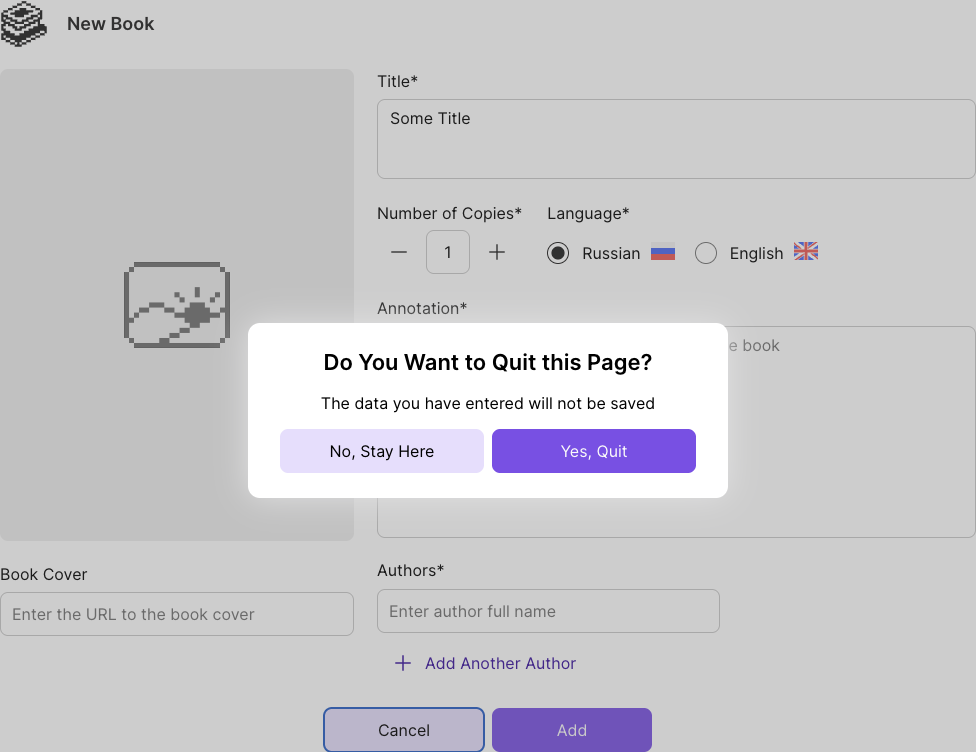 New Book
Title*
Some Title
Number of Copies*
Language*
1
Russian
English
Annotation*
book
Do You Want to Quit this Page?
The data you have entered will not be saved
No, Stay Here
Yes, Quit
Book Cover
Enter the URL to the book cover
Authors*
Enter author full name
Add Another Author
Cancel
Add